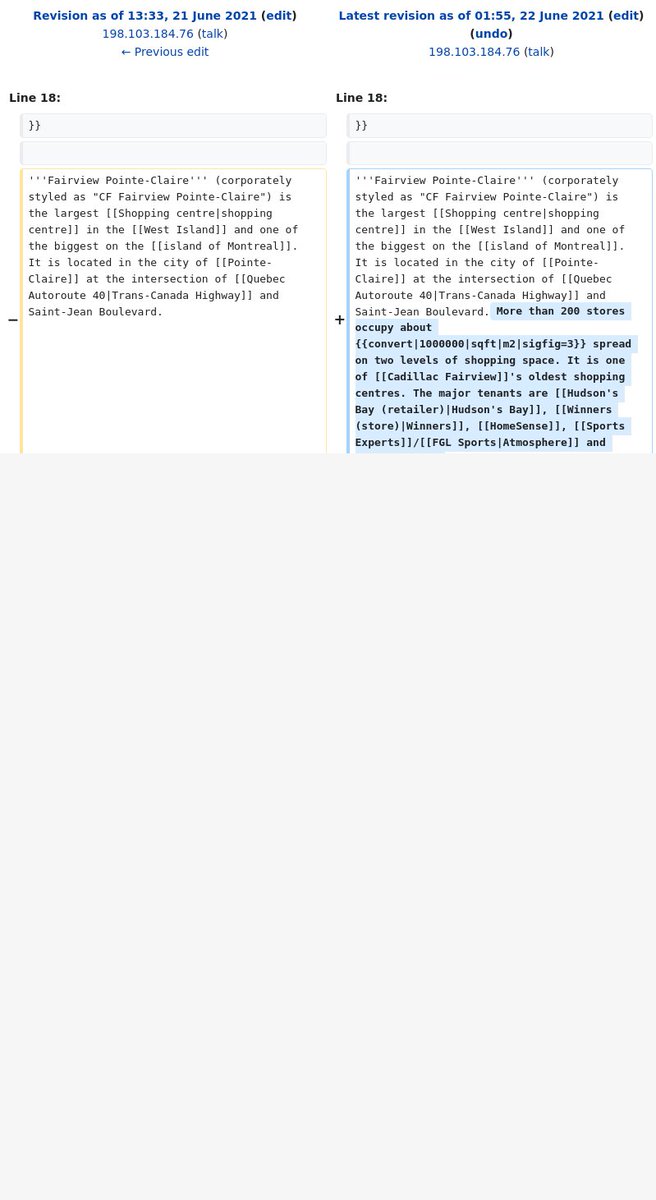 Revision as of 13:33, 21 June 2021 (edit)
198.103.184.76 (talk)
← Previous edit
Latest revision as of 01:55, 22 June 2021 (edit)
(undo)
198.103.184.76 (talk)
Line 18:
Line 18:
}}
}}
−
'''Fairview Pointe-Claire''' (corporately
styled as "CF Fairview Pointe-Claire") is
the largest [[Shopping centre|shopping
centre]] in the [[West Island]] and one of
the biggest on the [[island of Montreal]].
It is located in the city of [[Pointe-
Claire]] at the intersection of [[Quebec
Autoroute 40|Trans-Canada Highway]] and
Saint-Jean Boulevard.
+
'''Fairview Pointe-Claire''' (corporately
styled as "CF Fairview Pointe-Claire") is
the largest [[Shopping centre|shopping
centre]] in the [[West Island]] and one of
the biggest on the [[island of Montreal]].
It is located in the city of [[Pointe-
Claire]] at the intersection of [[Quebec
Autoroute 40|Trans-Canada Highway]] and
Saint-Jean Boulevard. More than 200 stores
occupy about
{{convert|1000000|sqft|m2|sigfig=3}} spread
on two levels of shopping space. It is one
of [[Cadillac Fairview]]'s oldest shopping
centres. The major tenants are [[Hudson's
Bay (retailer)|Hudson's Bay]], [[Winners
(store)|Winners]], [[HomeSense]], [[Sports
Experts]]/[[FGL Sports|Atmosphere]] and